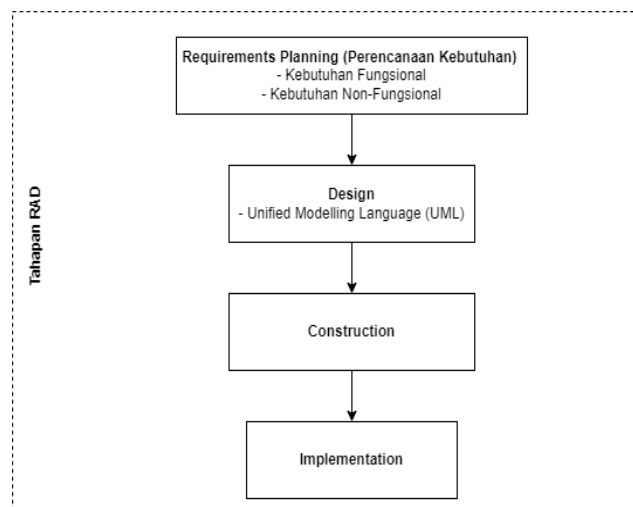 Requirements Planning (Perencanaan Kebutuhan)
- Kebutuhan Fungsional
- Kebutuhan Non-Fungsional
Tahapan RAD
Design
- Unified Modelling Language (UML)
Construction
Implementation